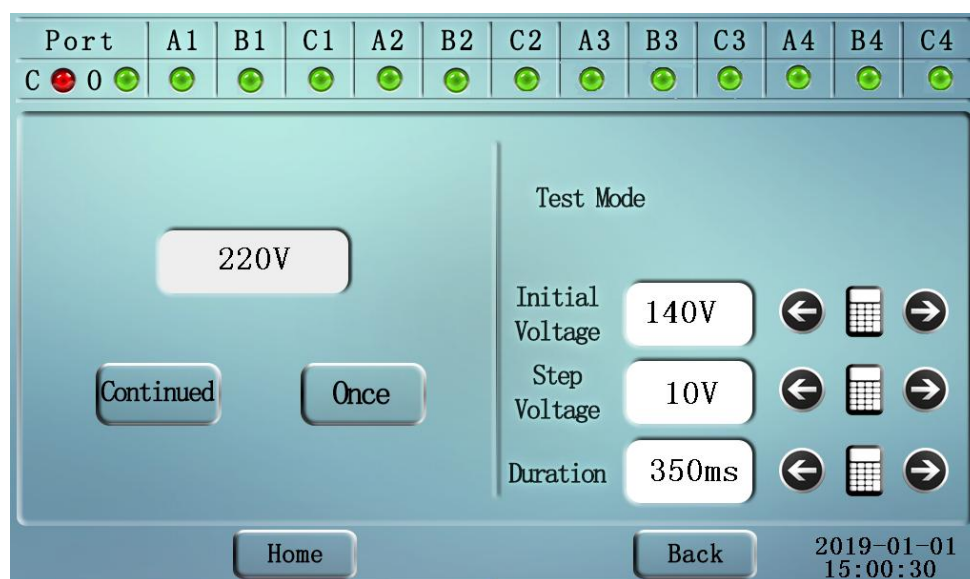 Port A1 B1 C1 A2 B2 C2 A3 B3 C3 A4 B4 C4
C O
Test Mode
220V
Initial Voltage 140V
Continued Once
Step Voltage 10V
Duration 350ms
Home Back 2019-01-01
15:00:30